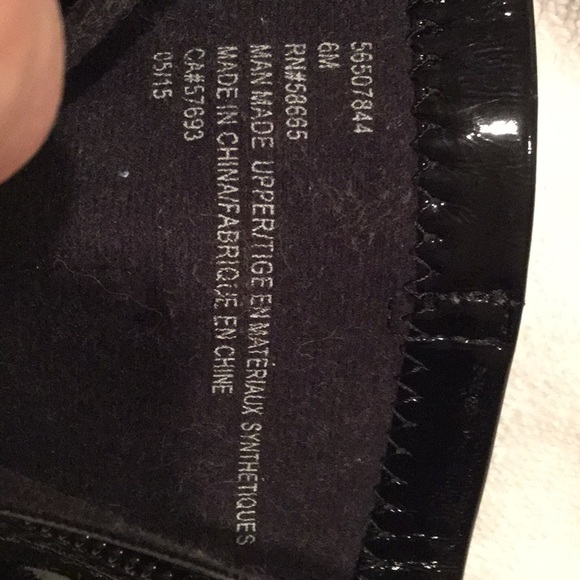 56507844
6M
RN#58665
MAN MADE UPPER/TIGE EN MATÉRIAUX SYNTHÉTIQUES
MADE IN CHINA/FABRIQUÉ EN CHINE
CA#57693
05/15